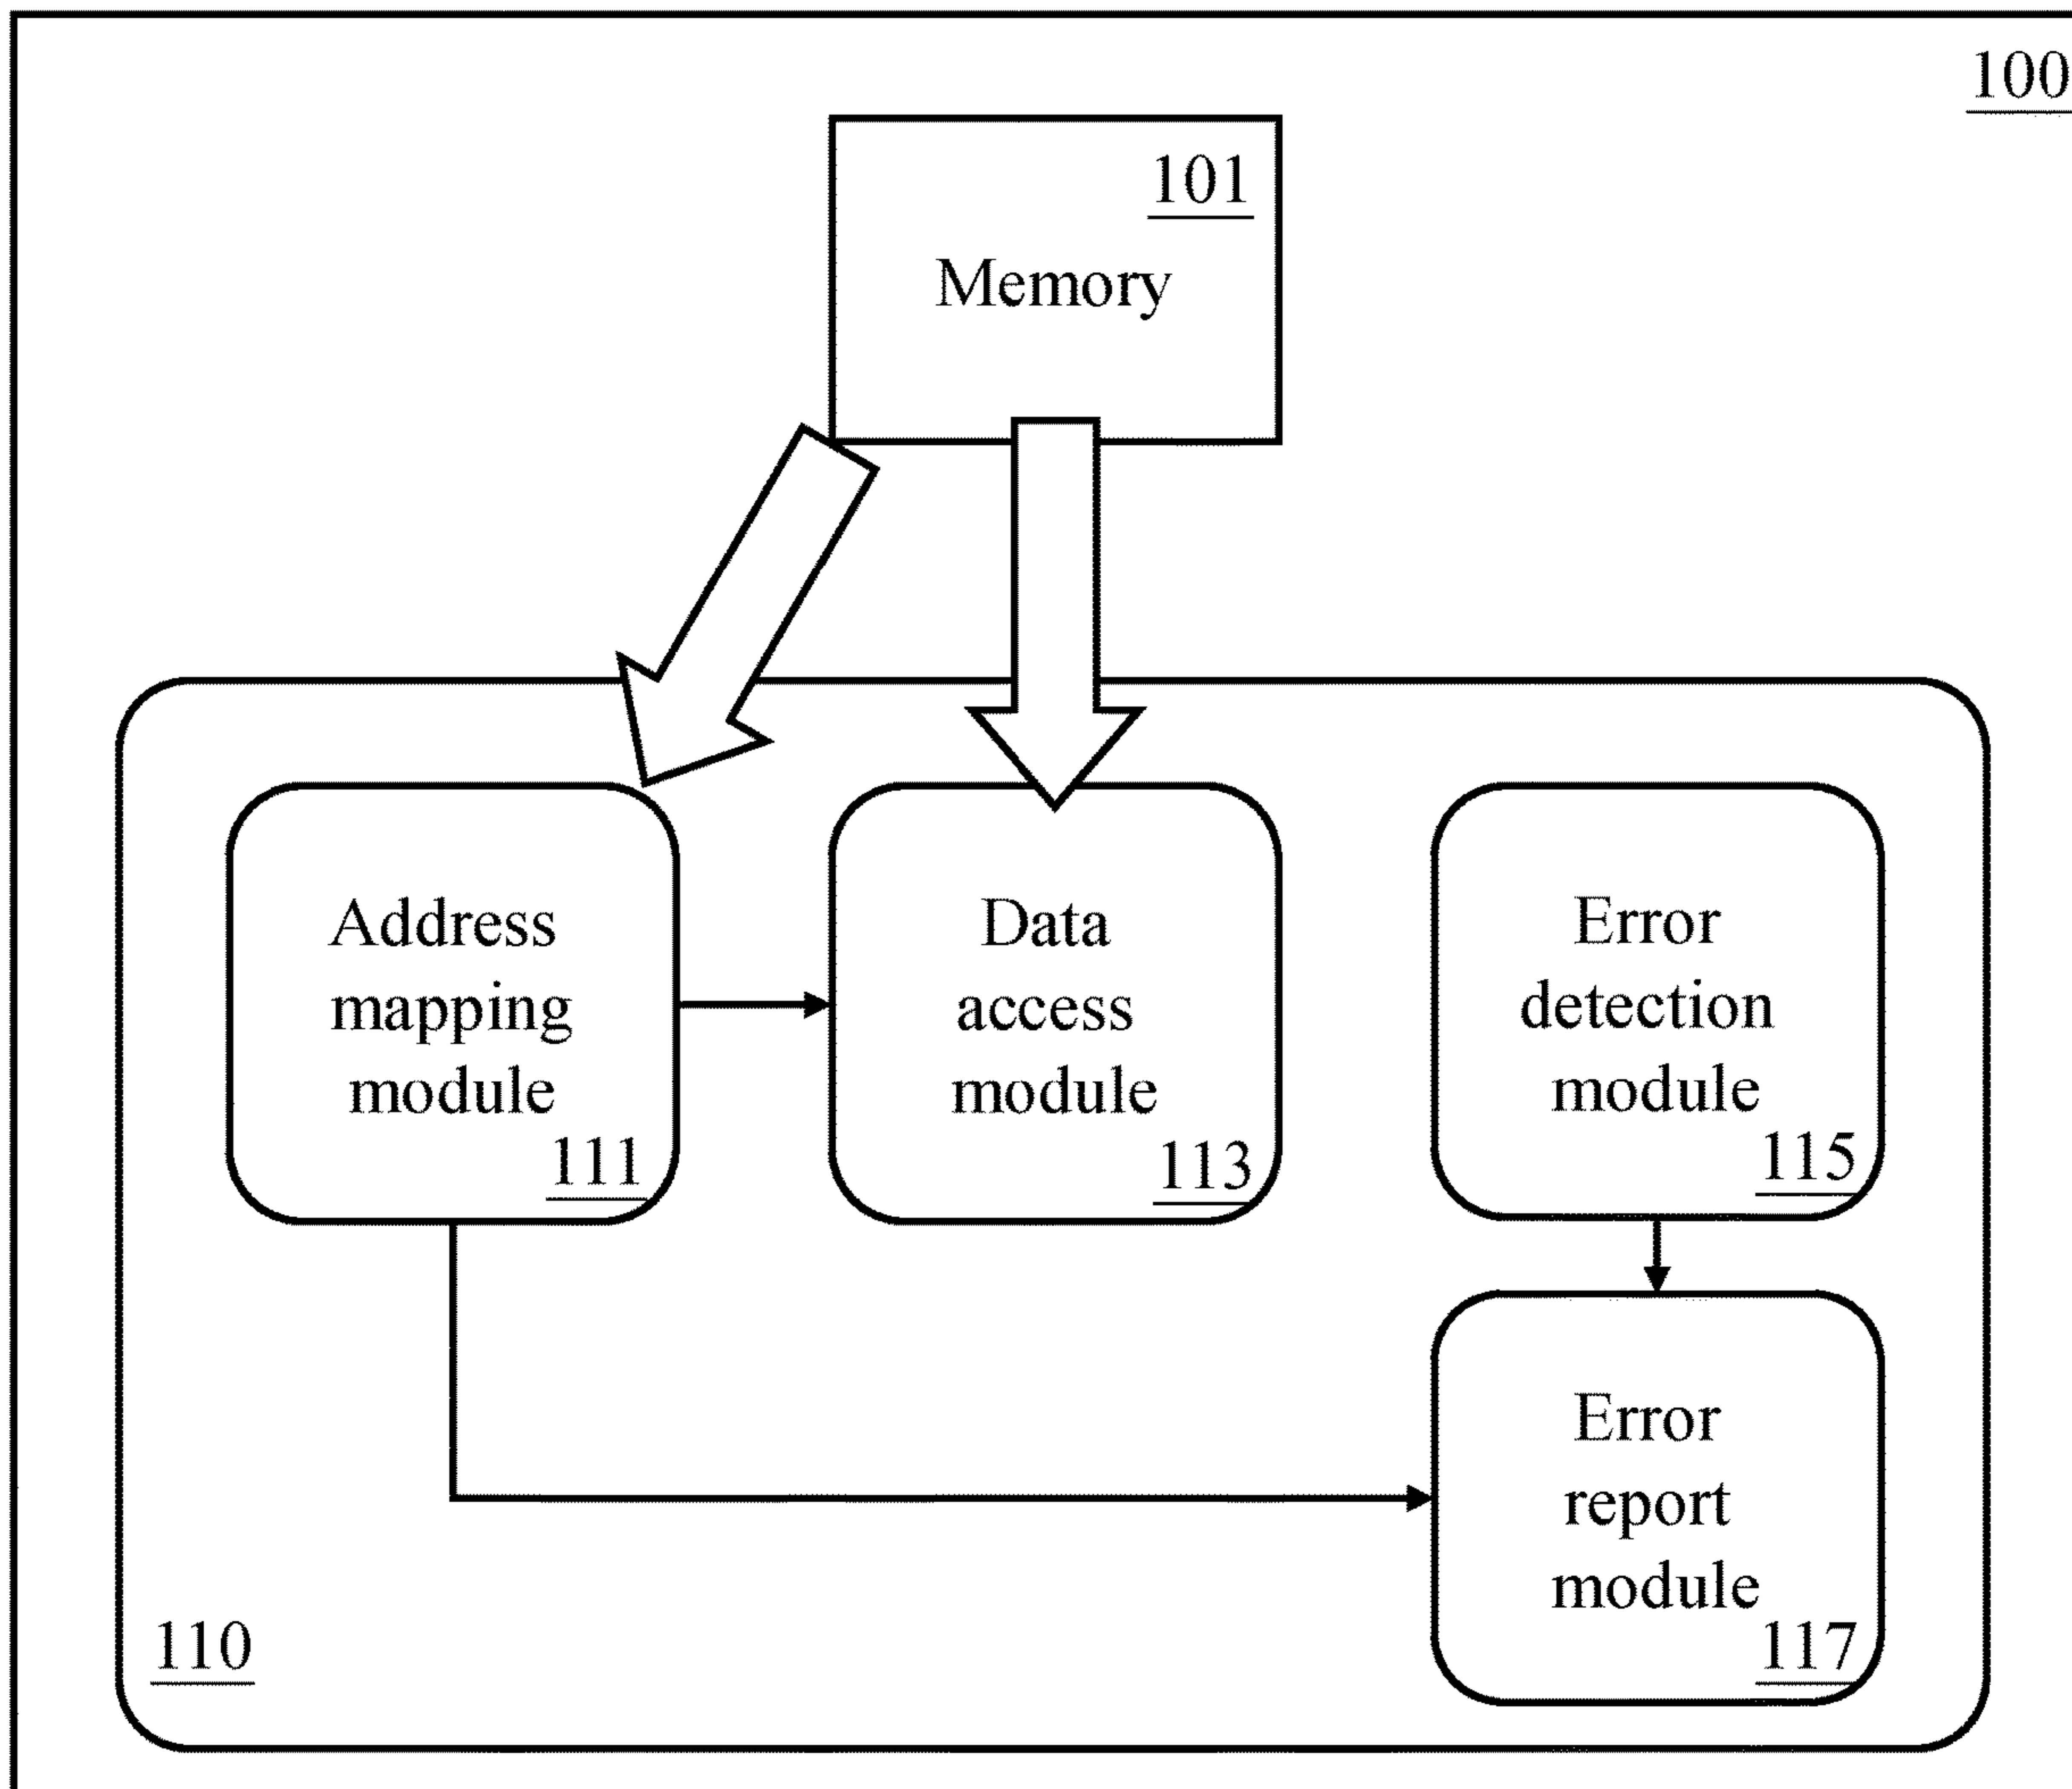 100
101
Memory
Address
mapping
module
111
Data
access
module
113
Error
detection
module
115
Error
report
module
117
110